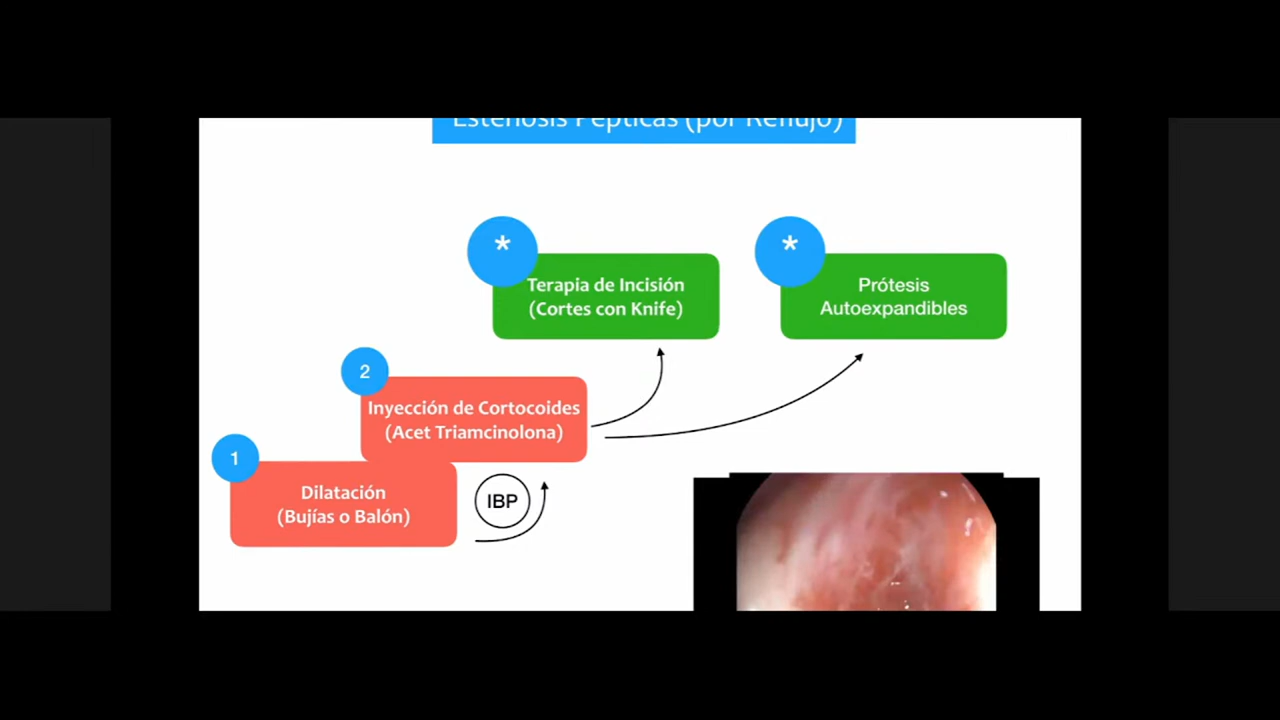 Estenosis Pépticas (por Reflujo)
*
Terapia de Incisión
(Cortes con Knife)
*
Prótesis
Autoexpandibles
2
Inyección de Cortocoides
(Acet Triamcinolona)
1
Dilatación
(Bujías o Balón)
IBP